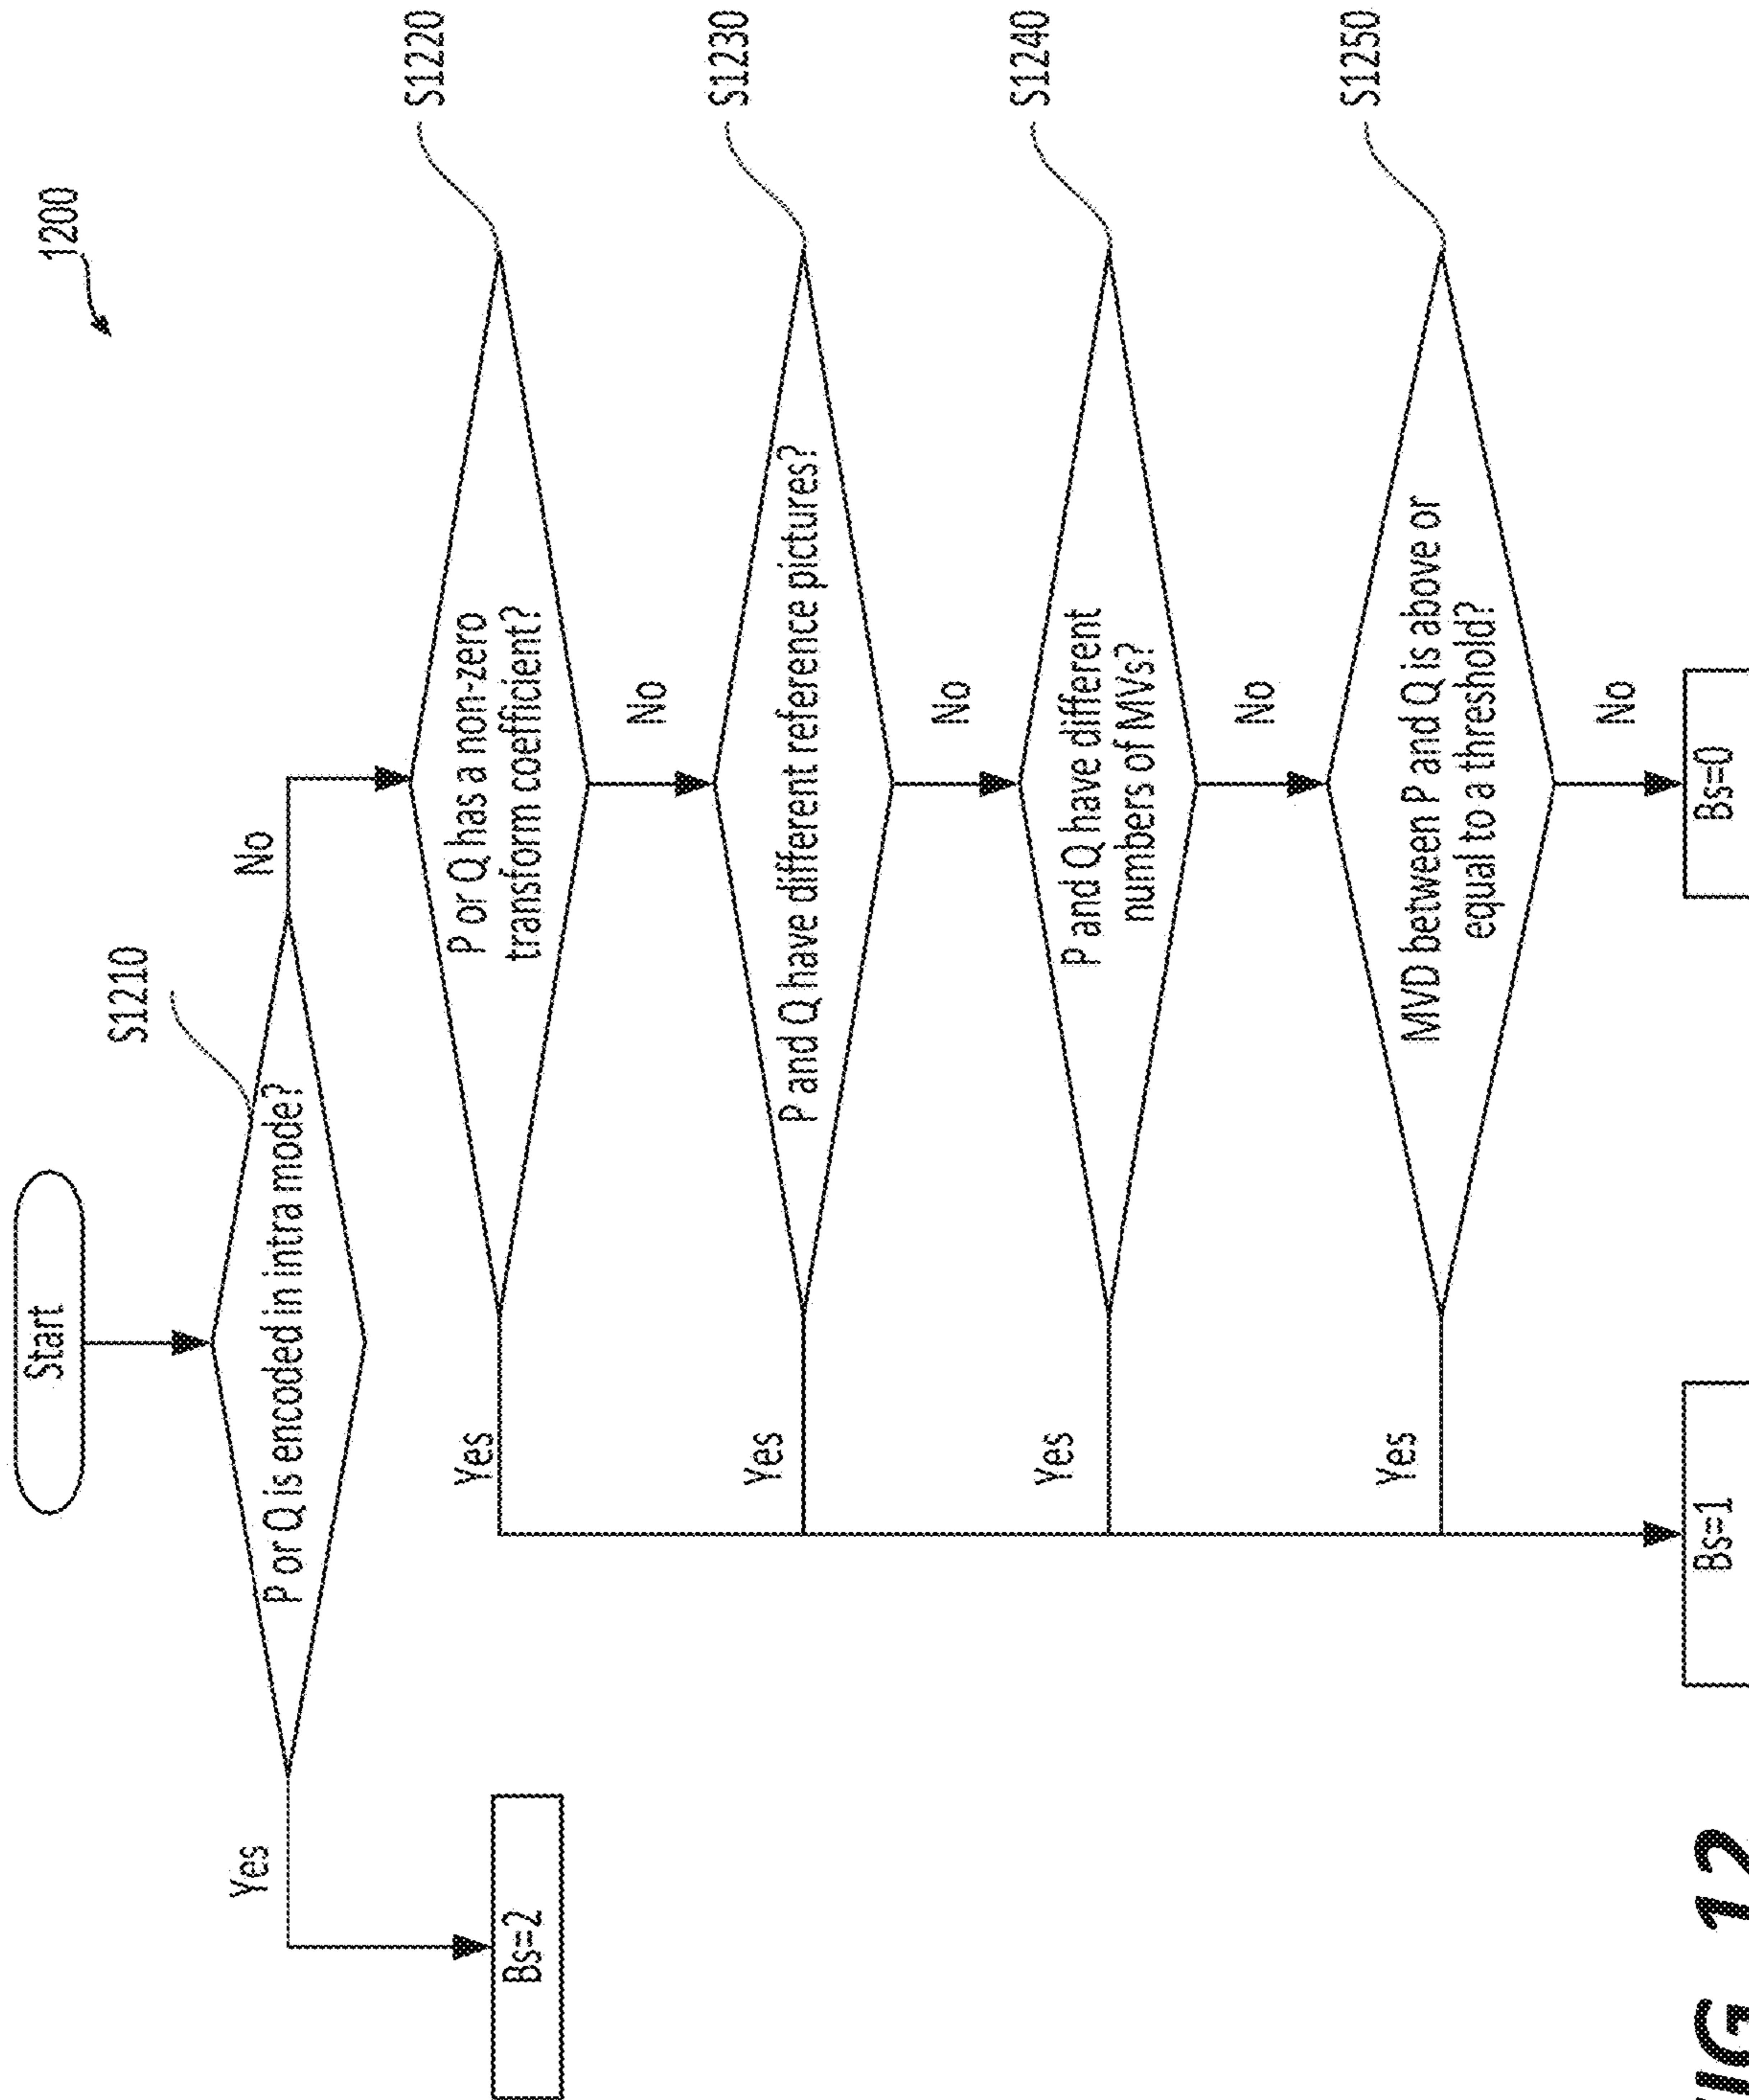 1200
Start
S1210
P or Q is encoded in intra mode?
Yes
No
Bs=2
S1220
P or Q has a non-zero
transform coefficient?
Yes
No
S1230
P and Q have different reference pictures?
Yes
No
S1240
P and Q have different
numbers of MVs?
Yes
No
S1250
MVD between P and Q is above or
equal to a threshold?
Yes
No
Bs=1
Bs=0
IG 12